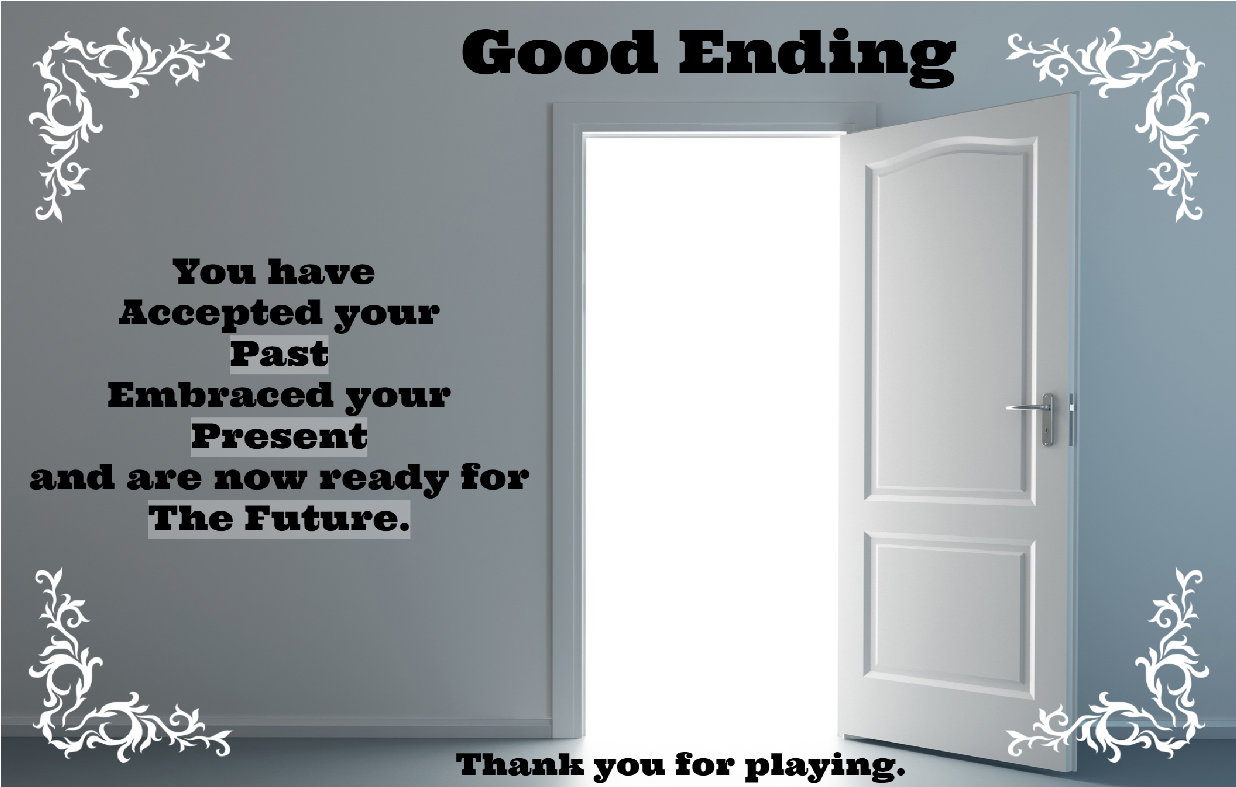 Good Ending
You have
Accepted your
Past
Embraced your
Present
and are now ready for
The Future.
Thank you for playing.